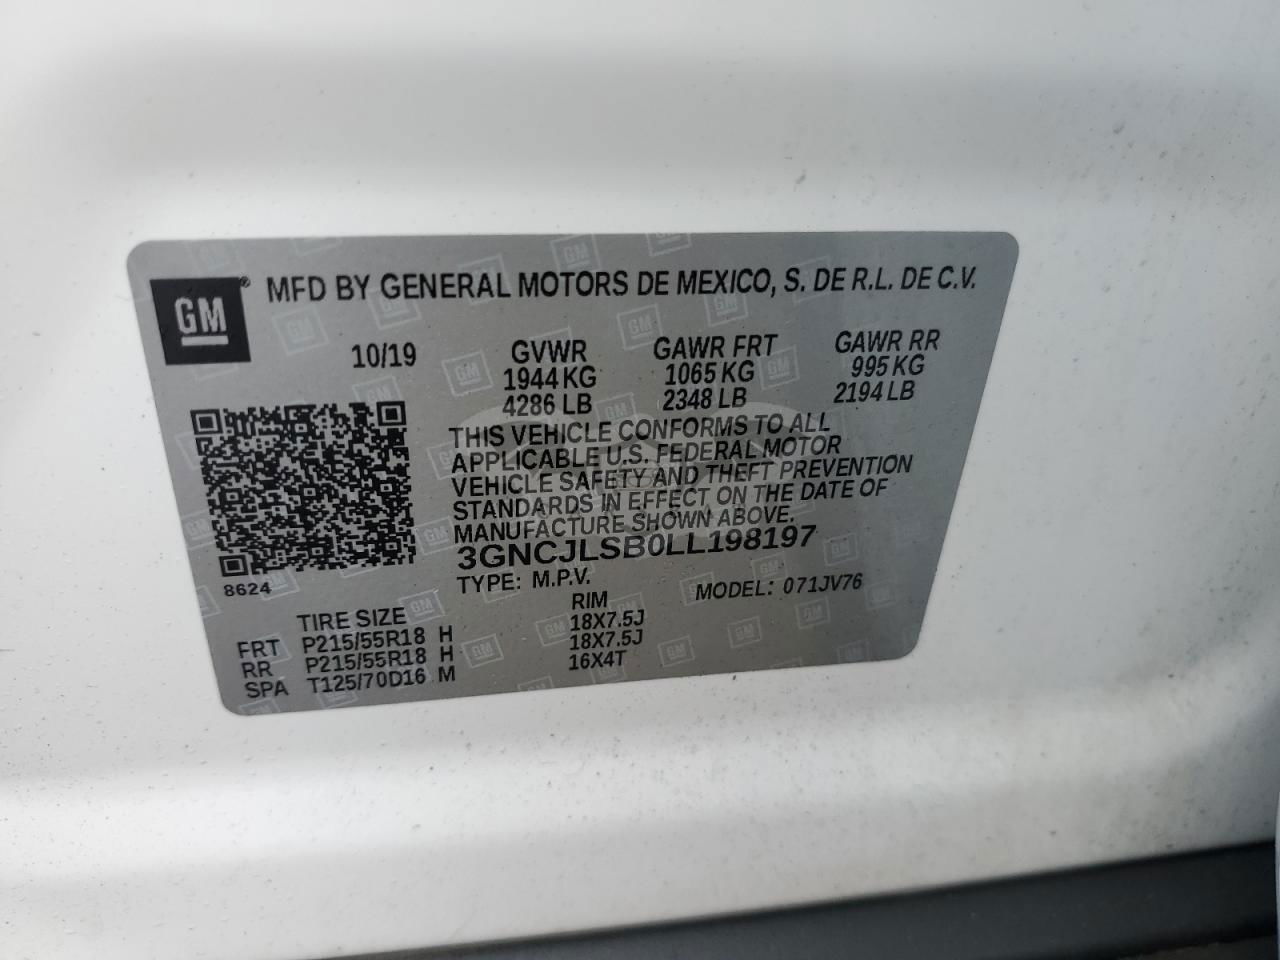 GM ® MFD BY GENERAL MOTORS DE MEXICO, S. DE R.L. DE C.V.
10/19 GVWR GAWR FRT GAWR RR
1944 KG 1065 KG 995 KG
4286 LB 2348 LB 2194 LB
THIS VEHICLE CONFORMS TO ALL
APPLICABLE U.S. FEDERAL MOTOR
VEHICLE SAFETY AND THEFT PREVENTION
STANDARDS IN EFFECT ON THE DATE OF
MANUFACTURE SHOWN ABOVE.
3GNCJLSB0LL198197
8624
TYPE: M.P.V. MODEL: 071JV76
TIRE SIZE RIM
FRT P215/55R18 H 18X7.5J
RR P215/55R18 H 18X7.5J
SPA T125/70D16 M 16X4T